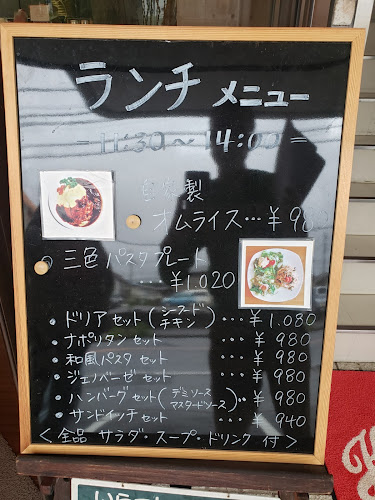 ランチ メニュー
- 11:30～14:00 =
自家製
オムライス…￥980
三色パスタプレート
…￥1.020
・ドリアセット(シーフード チキン)…￥1.080
・ナポリタンセット …￥980
・和風パスタセット …￥980
・ジェノベーゼセット …￥980
・ハンバーグセット(デミソース マスタードソース)…￥980
・サンドイッチセット …￥940
<全品 サラダ・スープ・ドリンク 付>